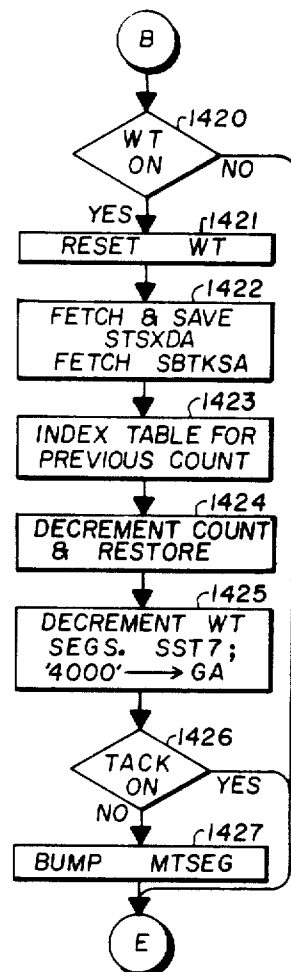 B
1420
WT
ON
NO
YES
1421
RESET WT
1422
FETCH & SAVE
STSXDA
FETCH SBTKSA
1423
INDEX TABLE FOR
PREVIOUS COUNT
1424
DECREMENT COUNT
& RESTORE
1425
DECREMENT WT
SEGS. SST7;
'4000' → GA
1426
TACK
ON
YES
NO
1427
BUMP MTSEG
E